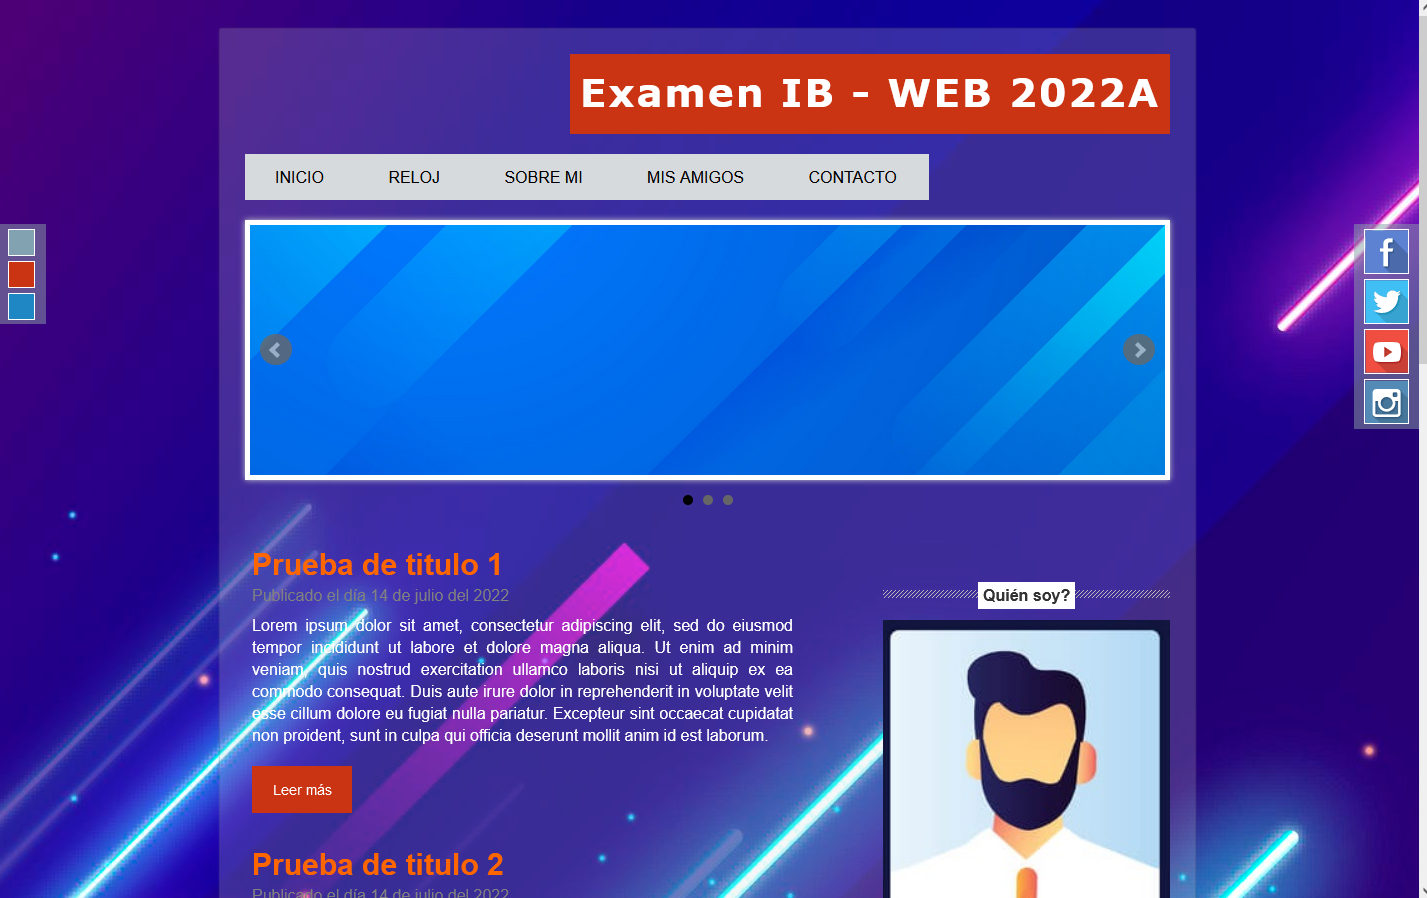 Examen IB - WEB 2022A
INICIO RELOJ SOBRE MI MIS AMIGOS CONTACTO
Prueba de titulo 1
Publicado el día 14 de julio del 2022
Lorem ipsum dolor sit amet, consectetur adipiscing elit, sed do eiusmod
tempor incididunt ut labore et dolore magna aliqua. Ut enim ad minim
veniam, quis nostrud exercitation ullamco laboris nisi ut aliquip ex ea
commodo consequat. Duis aute irure dolor in reprehenderit in voluptate velit
esse cillum dolore eu fugiat nulla pariatur. Excepteur sint occaecat cupidatat
non proident, sunt in culpa qui officia deserunt mollit anim id est laborum.
Leer más
Prueba de titulo 2
Publicado el día 14 de julio del 2022
Quién soy?